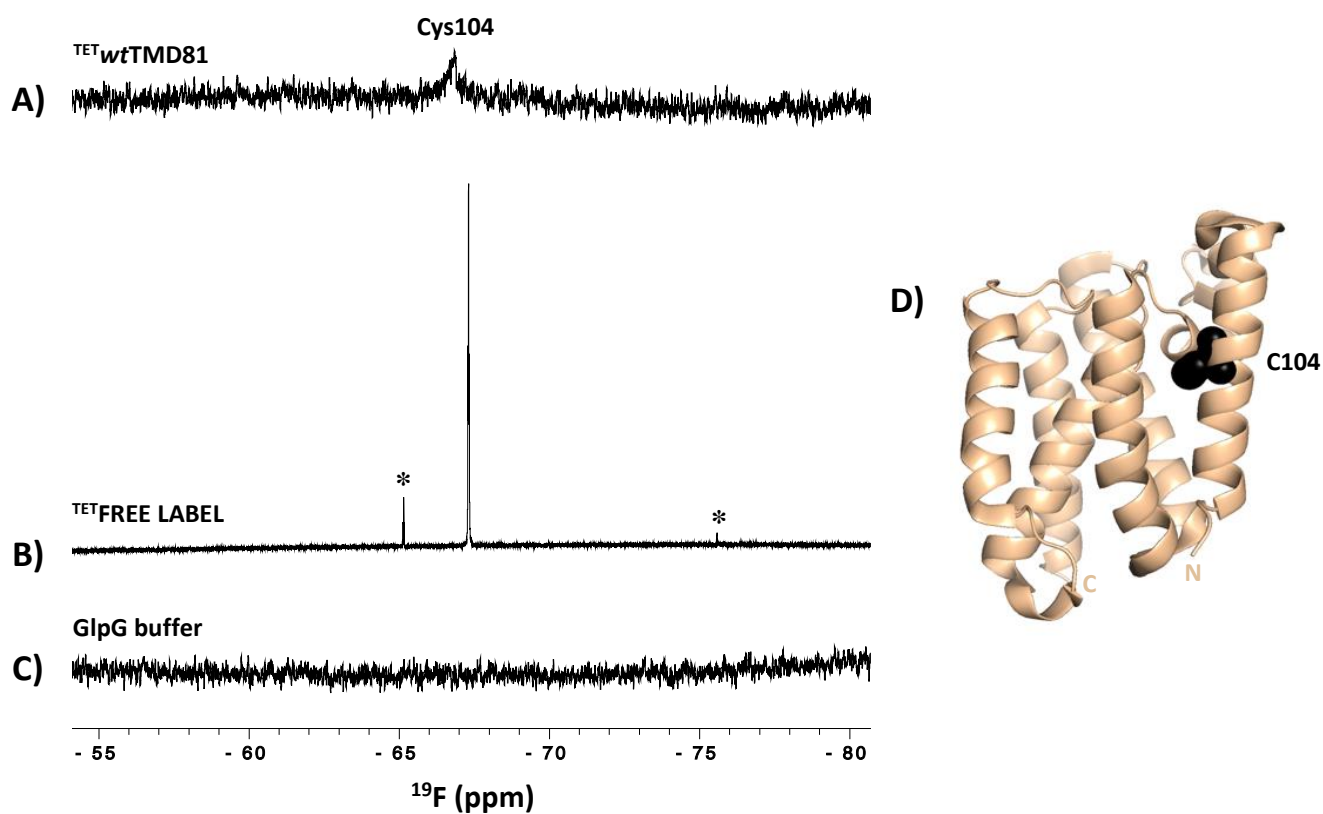 Cys104
TETwtTMD81
A)
*
*
TETFREE LABEL
B)
GlpG buffer
C)
- 55 - 60 - 65 - 70 - 75 - 80
19F (ppm)
D)
C104
C
N